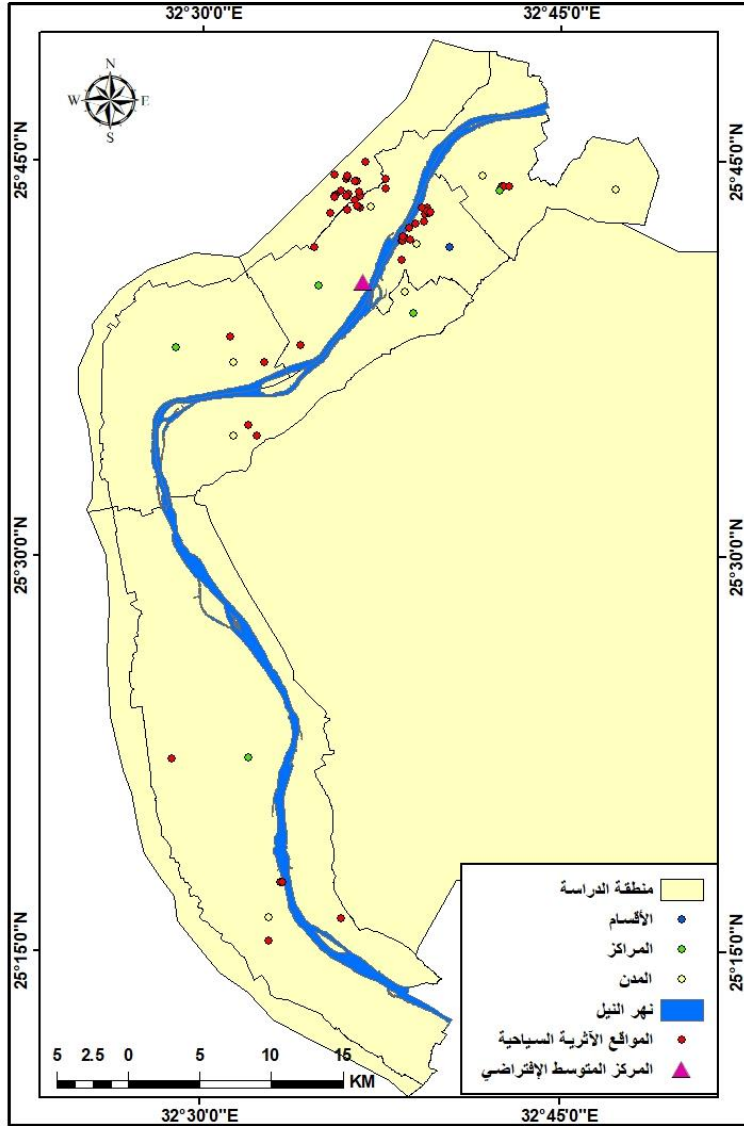 32°30'0"E 32°45'0"E
N
W E
S
25°45'0"N 25°45'0"N
25°30'0"N 25°30'0"N
25°15'0"N 25°15'0"N
منطقة الدراسة
الأقسام
المراكز
المدن
نهر النيل
المواقع الآثرية السياحية
المركز المتوسط الإفتراضي
5 2.5 0 5 10 15
KM
32°30'0"E 32°45'0"E